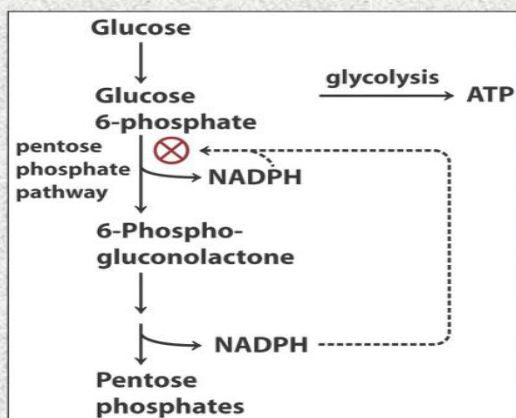 Glucose
glycolysis
Glucose
6-phosphate
ATP
pentose
phosphate
pathway
NADPH
6-Phospho-
gluconolactone
NADPH
Pentose
phosphates